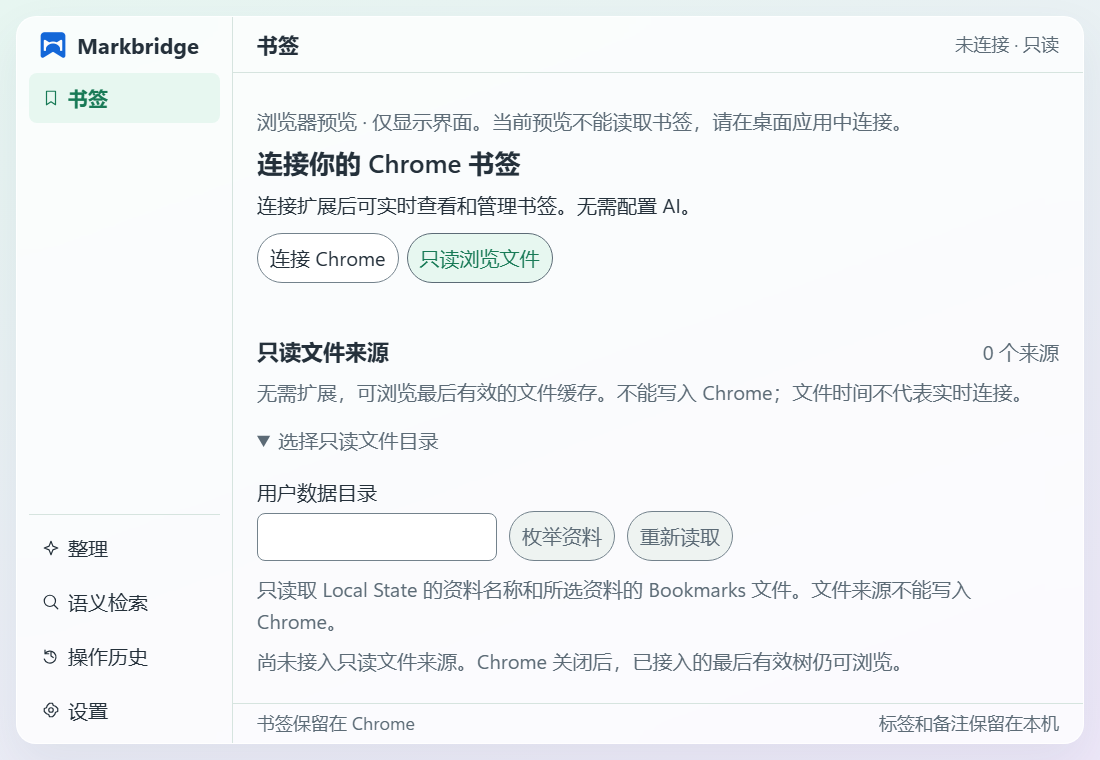 Markbridge
书签
整理
语义检索
操作历史
设置
书签
未连接 · 只读
浏览器预览 · 仅显示界面。当前预览不能读取书签，请在桌面应用中连接。
连接你的 Chrome 书签
连接扩展后可实时查看和管理书签。无需配置 AI。
连接 Chrome
只读浏览文件
只读文件来源
0 个来源
无需扩展，可浏览最后有效的文件缓存。不能写入 Chrome；文件时间不代表实时连接。
▼ 选择只读文件目录
用户数据目录
枚举资料
重新读取
只读取 Local State 的资料名称和所选资料的 Bookmarks 文件。文件来源不能写入
Chrome。
尚未接入只读文件来源。Chrome 关闭后，已接入的最后有效树仍可浏览。
书签保留在 Chrome
标签和备注保留在本机